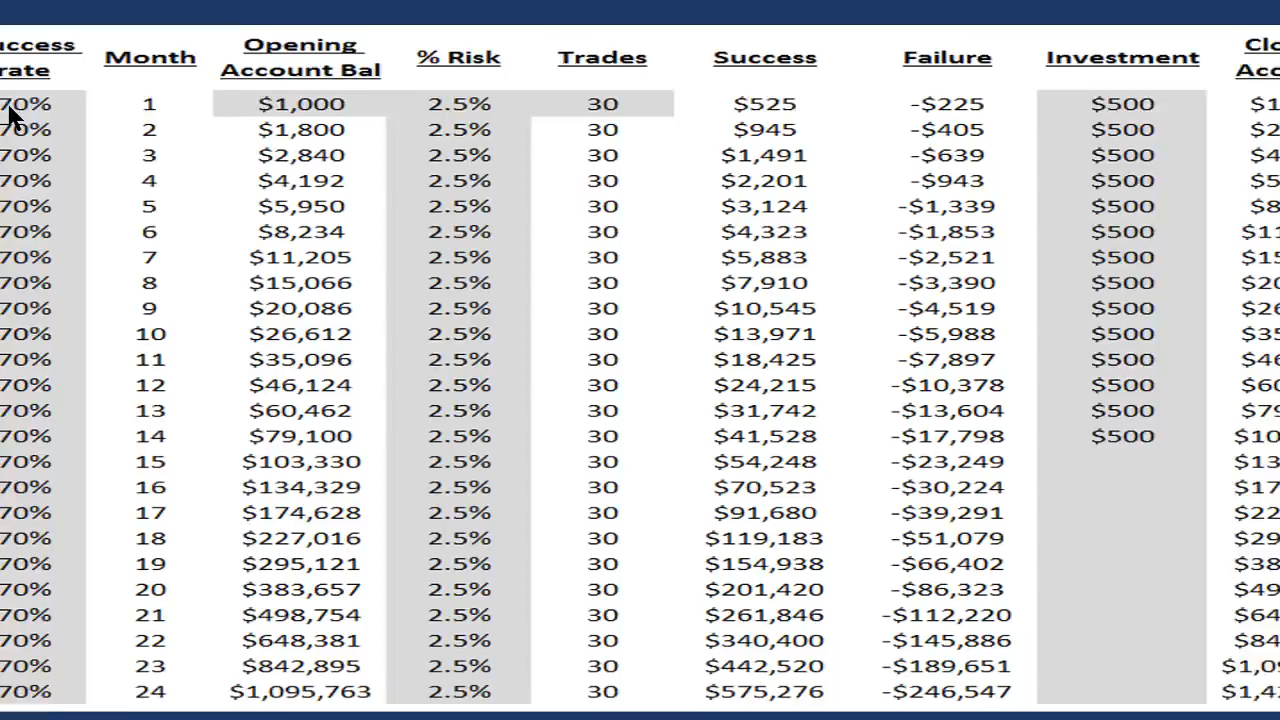 Month Opening Account Bal % Risk Trades Success Failure Investment
70% 1 $1,000 2.5% 30 $525 -$225 $500
70% 2 $1,800 2.5% 30 $945 -$405 $500
70% 3 $2,840 2.5% 30 $1,491 -$639 $500
70% 4 $4,192 2.5% 30 $2,201 -$943 $500
70% 5 $5,950 2.5% 30 $3,124 -$1,339 $500
70% 6 $8,234 2.5% 30 $4,323 -$1,853 $500
70% 7 $11,205 2.5% 30 $5,883 -$2,521 $500
70% 8 $15,066 2.5% 30 $7,910 -$3,390 $500
70% 9 $20,086 2.5% 30 $10,545 -$4,519 $500
70% 10 $26,612 2.5% 30 $13,971 -$5,988 $500
70% 11 $35,096 2.5% 30 $18,425 -$7,897 $500
70% 12 $46,124 2.5% 30 $24,215 -$10,378 $500
70% 13 $60,462 2.5% 30 $31,742 -$13,604 $500
70% 14 $79,100 2.5% 30 $41,528 -$17,798 $500
70% 15 $103,330 2.5% 30 $54,248 -$23,249
70% 16 $134,329 2.5% 30 $70,523 -$30,224
70% 17 $174,628 2.5% 30 $91,680 -$39,291
70% 18 $227,016 2.5% 30 $119,183 -$51,079
70% 19 $295,121 2.5% 30 $154,938 -$66,402
70% 20 $383,657 2.5% 30 $201,420 -$86,323
70% 21 $498,754 2.5% 30 $261,846 -$112,220
70% 22 $648,381 2.5% 30 $340,400 -$145,886
70% 23 $842,895 2.5% 30 $442,520 -$189,651
70% 24 $1,095,763 2.5% 30 $575,276 -$246,547